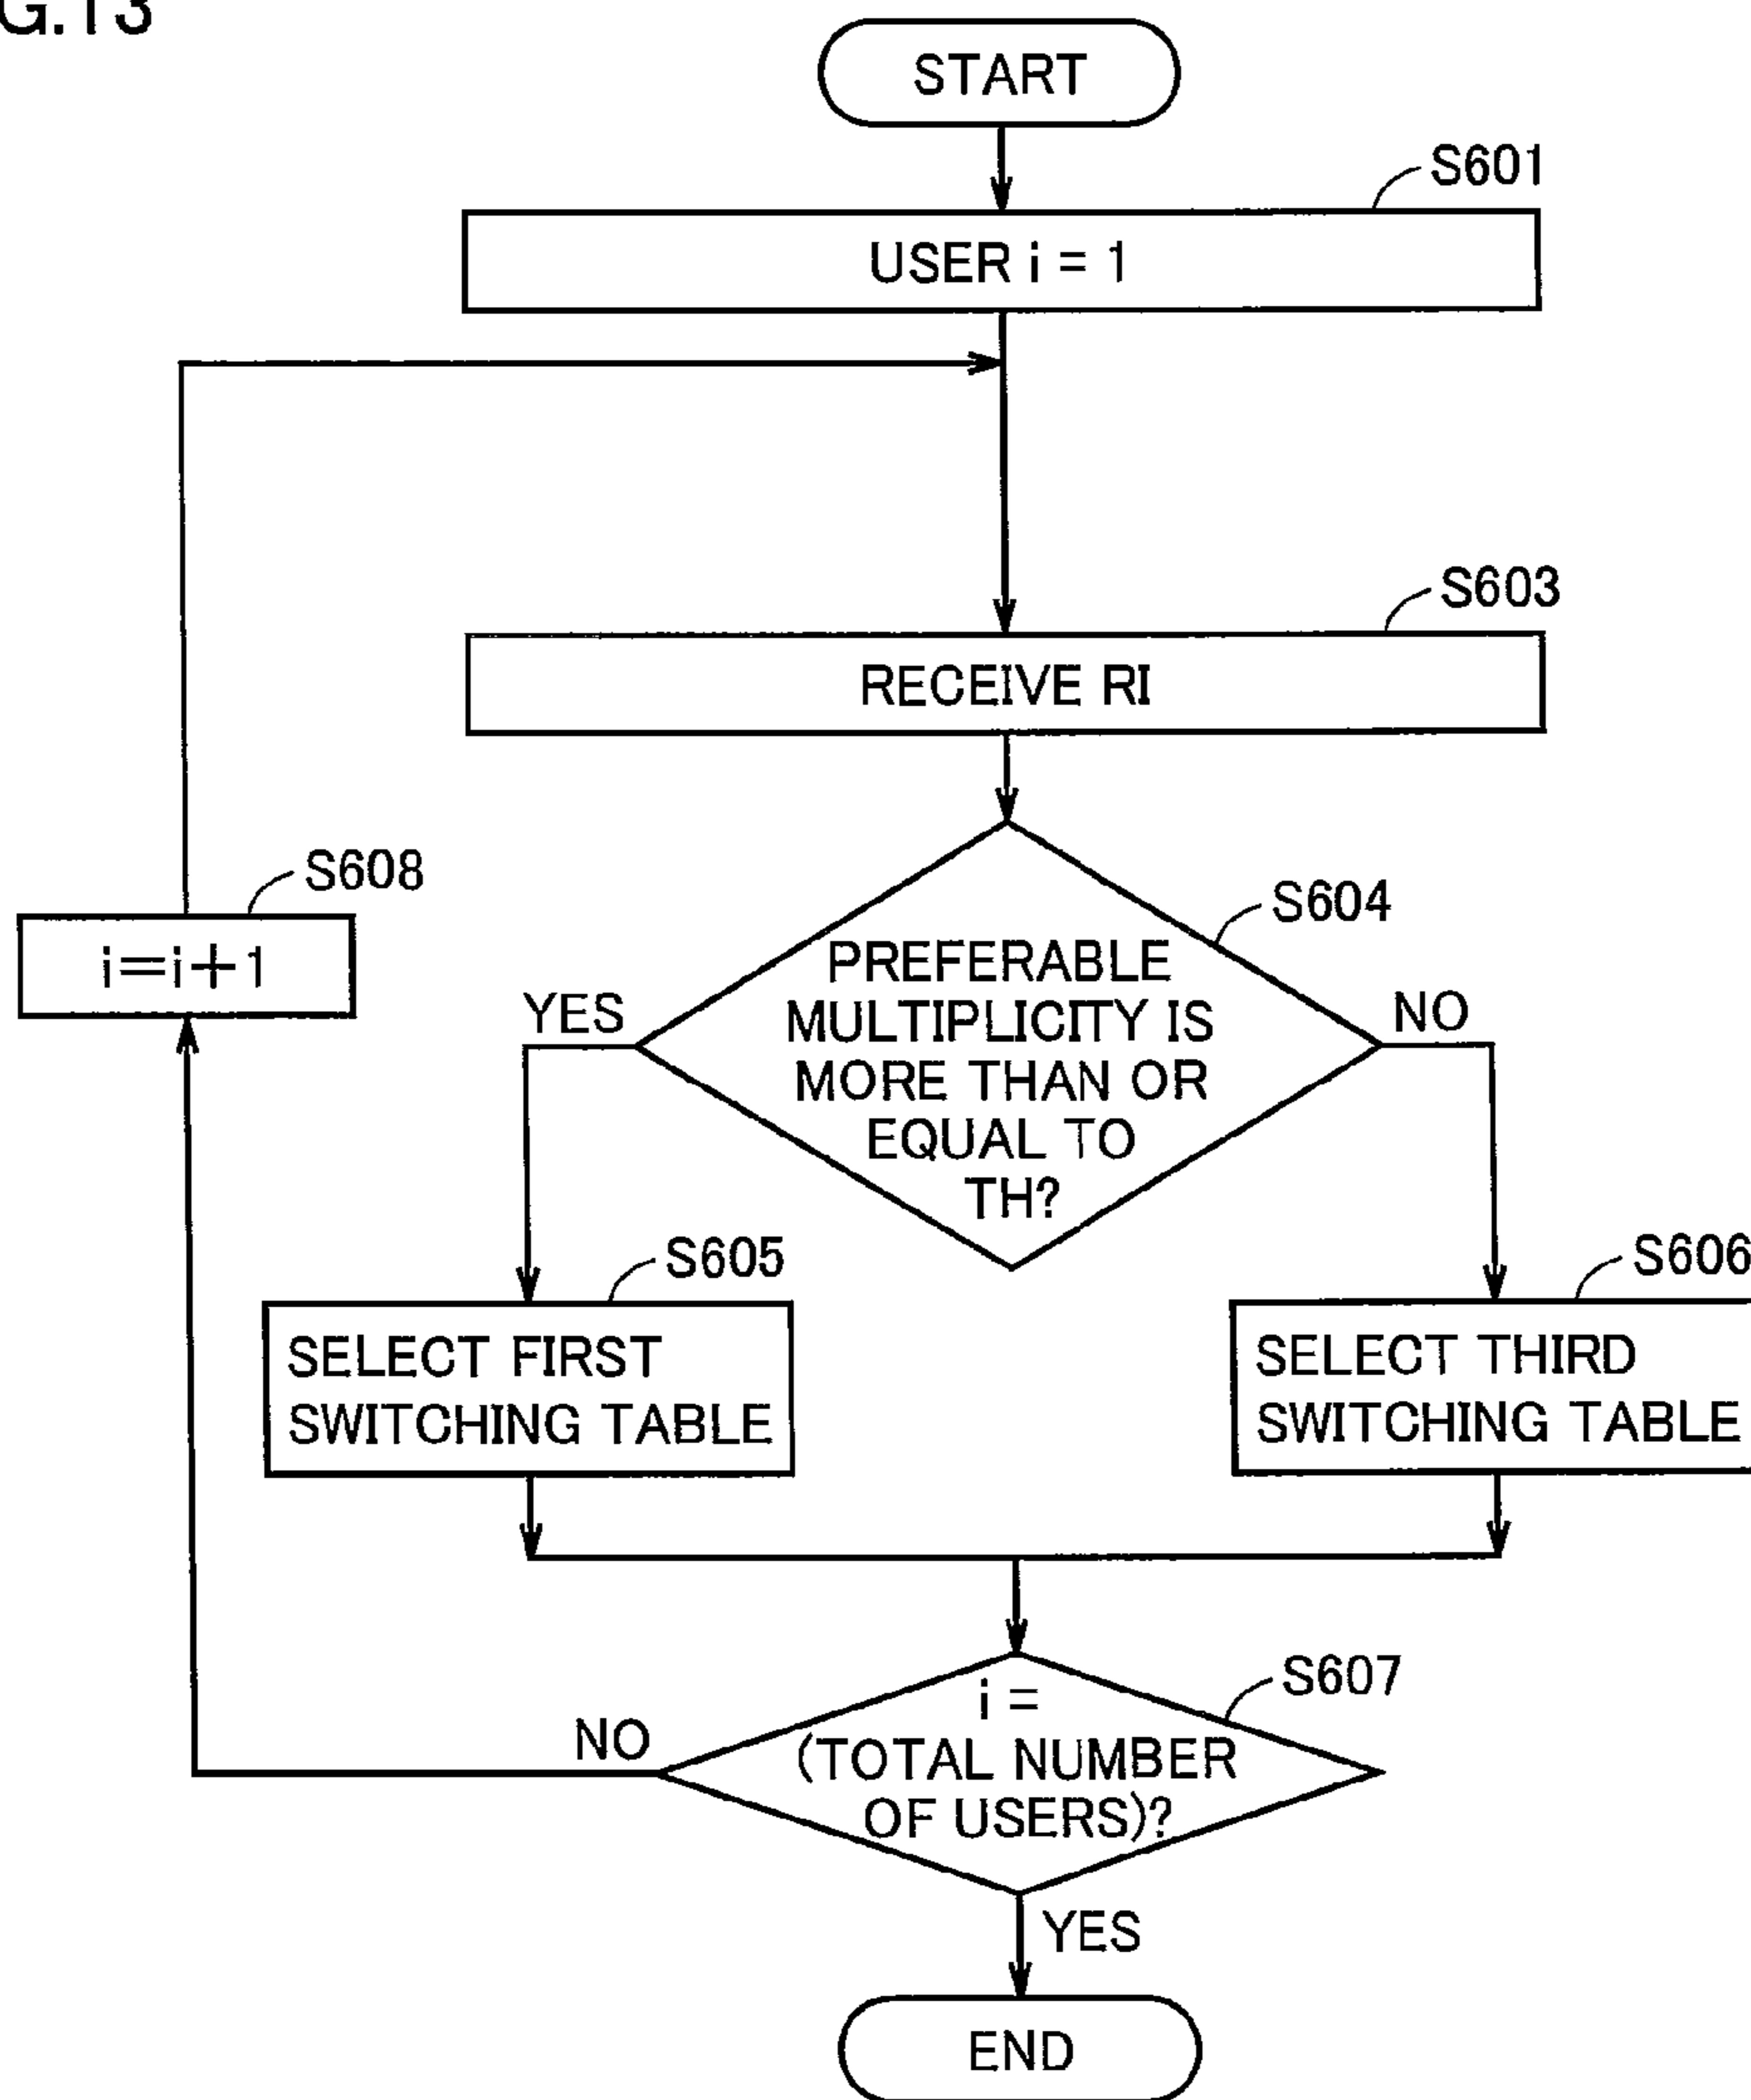 G.13
START
S601
USER i = 1
S603
RECEIVE RI
S608
i=i+1
S604
PREFERABLE
MULTIPLICITY IS
MORE THAN OR
EQUAL TO
TH?
YES
NO
S605
SELECT FIRST
SWITCHING TABLE
S606
SELECT THIRD
SWITCHING TABLE
S607
i =
(TOTAL NUMBER
OF USERS)?
NO
YES
END